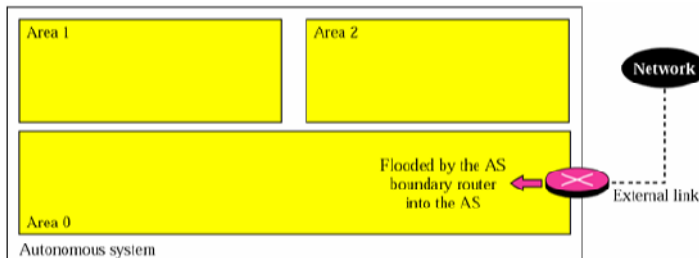 Area 1
Area 2
Network
Flooded by the AS
boundary router
into the AS
External link
Area 0
Autonomous system